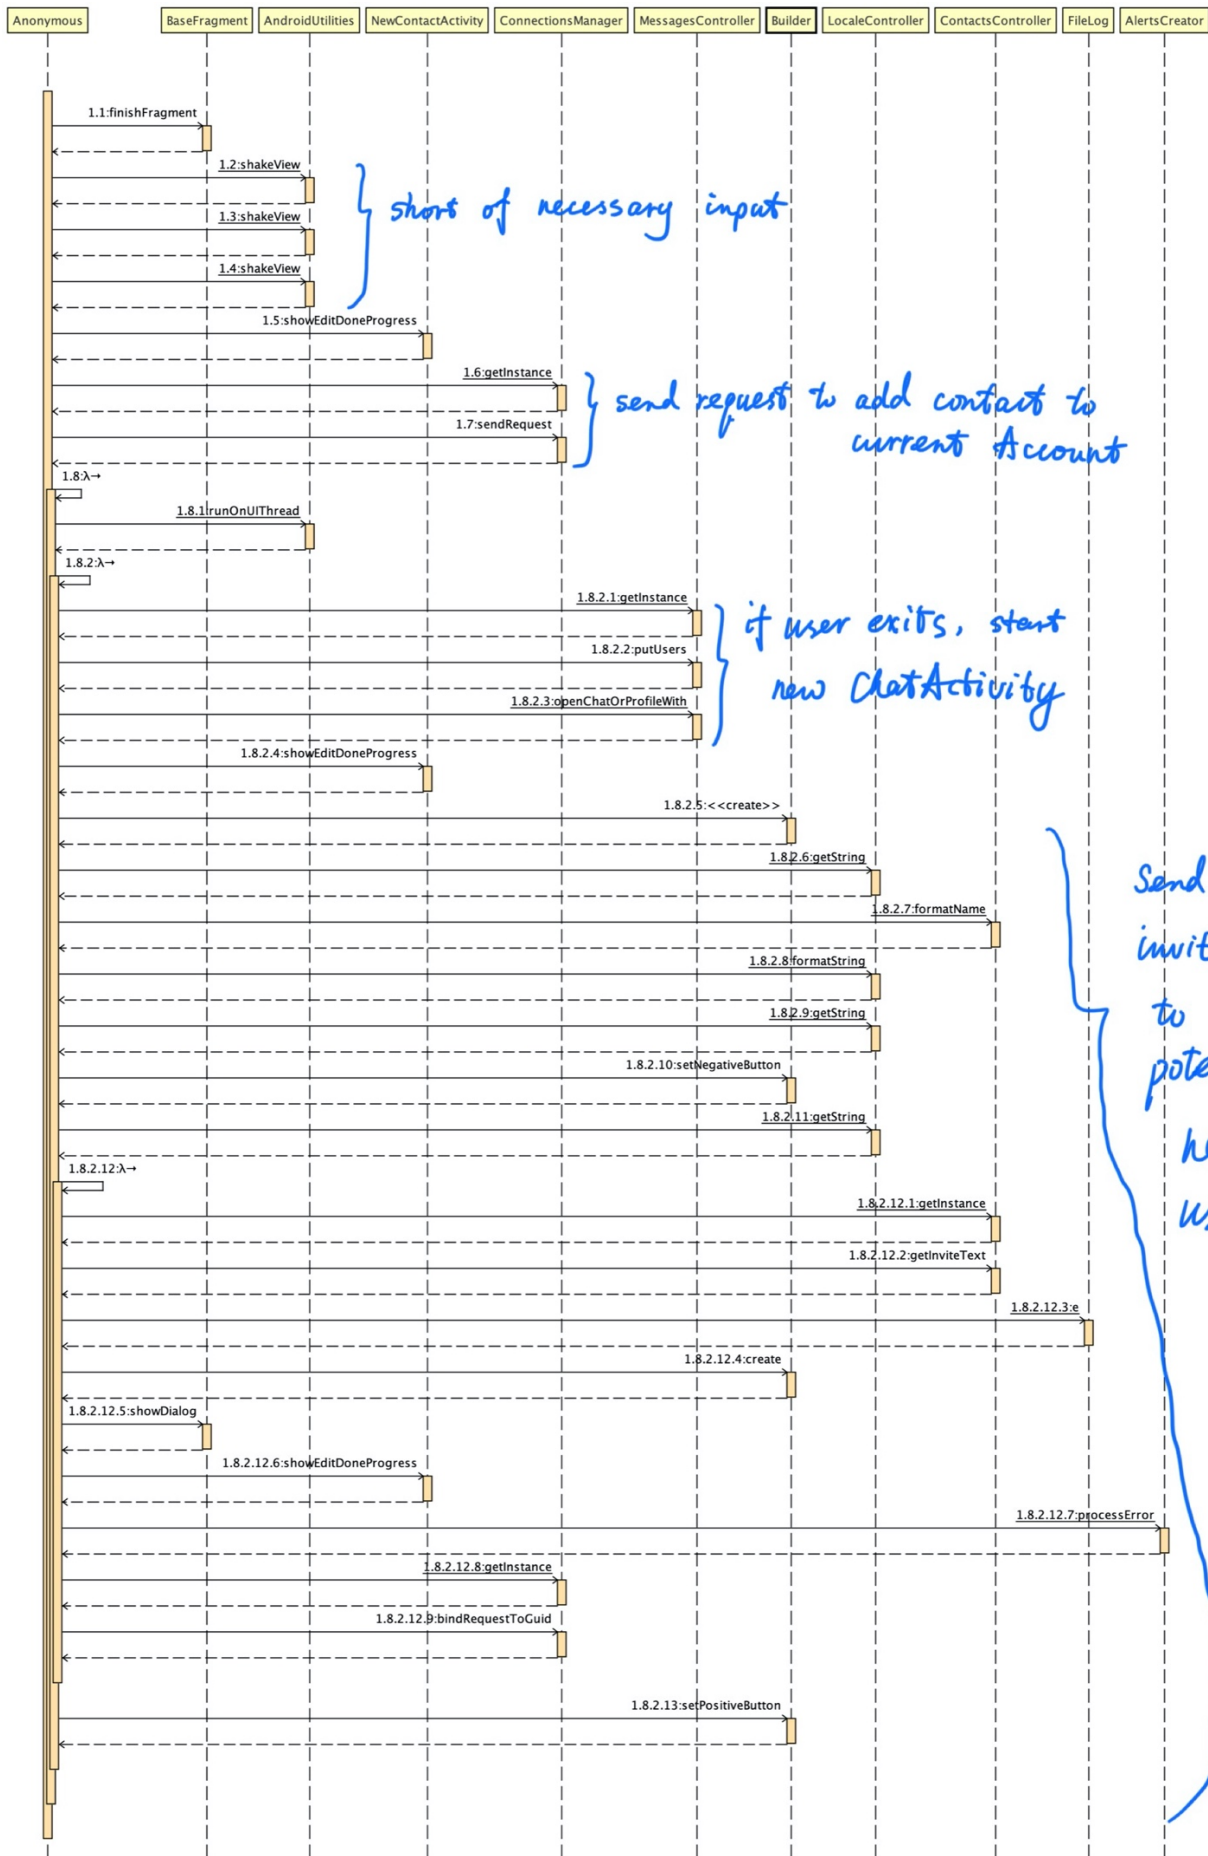 Anonymous BaseFragment AndroidUtilities NewContactActivity ConnectionsManager MessagesController Builder LocaleController ContactsController FileLog AlertsCreator
1.1:finishFragment
1.2:shakeView
short of necessary input
1.3:shakeView
1.4:shakeView
1.5:showEditDoneProgress
1.6:getInstance
send request to add contact to
1.7:sendRequest
current Account
1.8:λ→
1.8.1:runOnUIThread
1.8.2:λ→
1.8.2.1:getInstance
if user exits, start
1.8.2.2:putUsers
new ChatActivity
1.8.2.3:openChatOrProfileWith
1.8.2.4:showEditDoneProgress
1.8.2.5:<<create>>
1.8.2.6:getString
Send
1.8.2.7:formatName
invit
1.8.2.8:formatString
to
1.8.2.9:getString
1.8.2.10:setNegativeButton
pote
1.8.2.11:getString
1.8.2.12:λ→
1.8.2.12.1:getInstance
1.8.2.12.2:getInviteText
1.8.2.12.3:e
1.8.2.12.4:create
1.8.2.12.5:showDialog
1.8.2.12.6:showEditDoneProgress
1.8.2.12.7:processError
1.8.2.12.8:getInstance
1.8.2.12.9:bindRequestToGuid
1.8.2.13:setPositiveButton